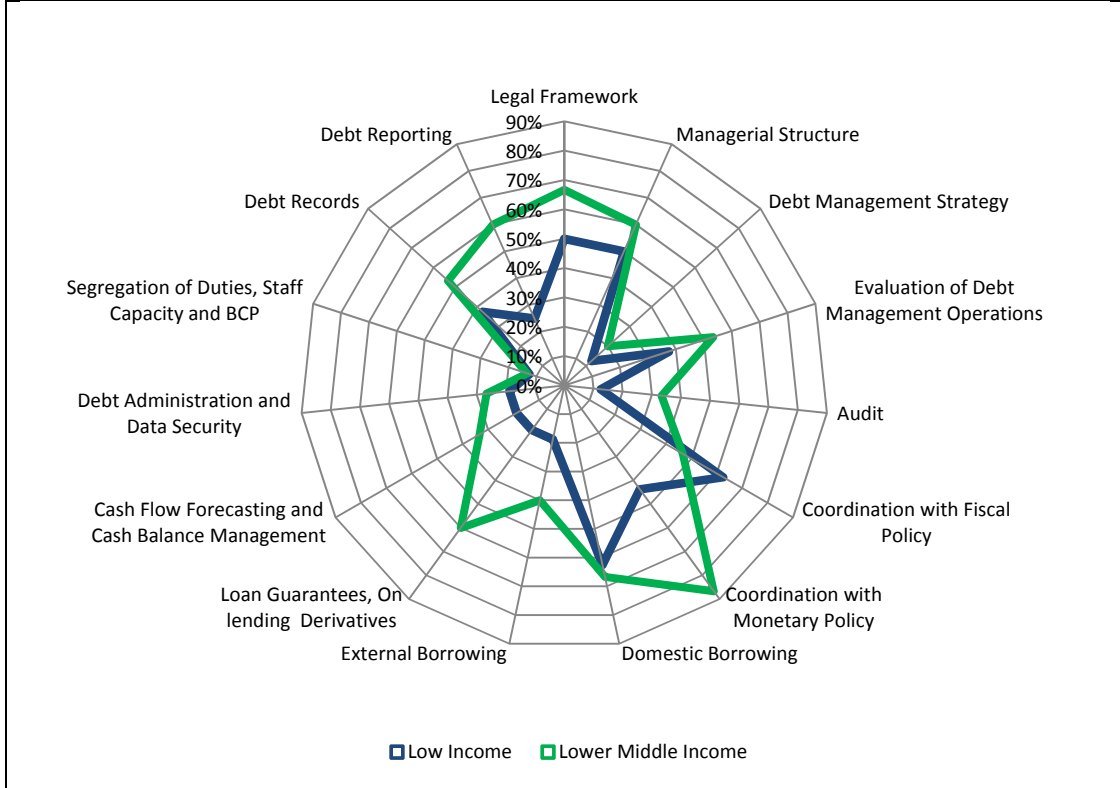 Legal Framework
90%
80%
70%
60%
50%
40%
30%
20%
10%
0%
Managerial Structure
Debt Management Strategy
Evaluation of Debt
Management Operations
Audit
Coordination with Fiscal
Policy
Coordination with
Monetary Policy
Domestic Borrowing
External Borrowing
Loan Guarantees, On
lending Derivatives
Cash Flow Forecasting and
Cash Balance Management
Debt Administration and
Data Security
Segregation of Duties, Staff
Capacity and BCP
Debt Records
Debt Reporting
Low Income
Lower Middle Income